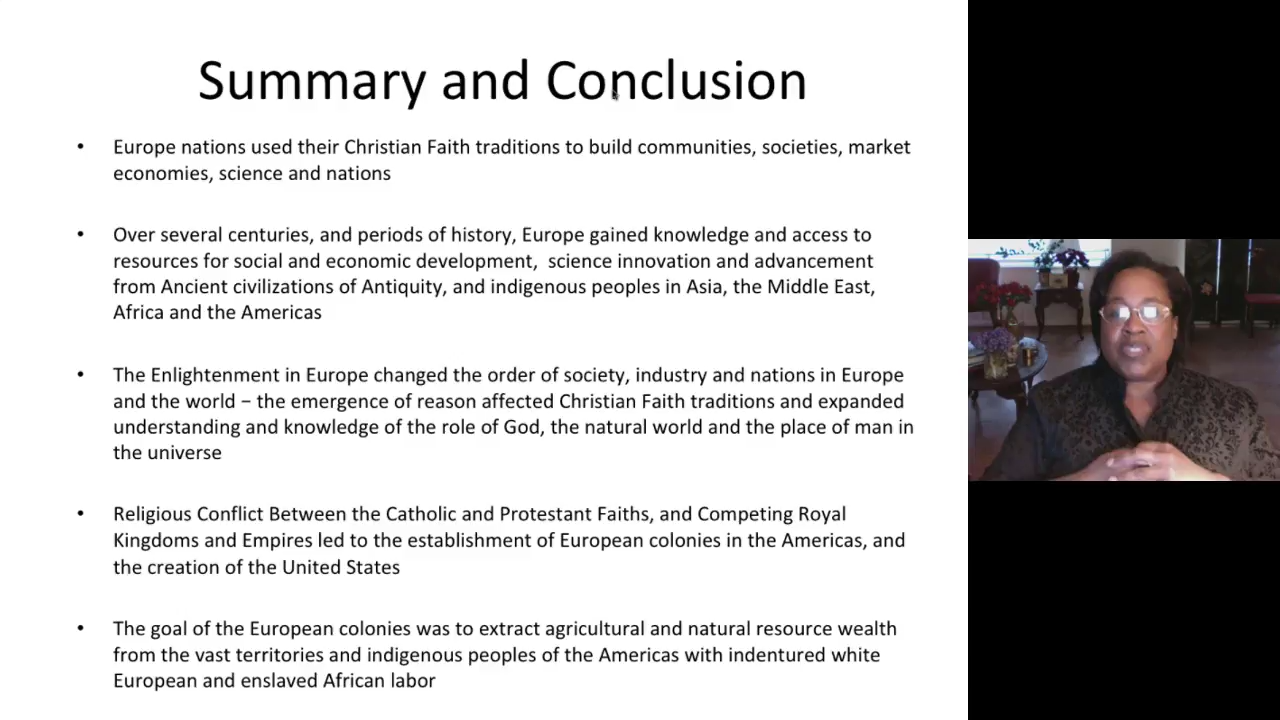 Summary and Conclusion
• Europe nations used their Christian Faith traditions to build communities, societies, market
economies, science and nations
• Over several centuries, and periods of history, Europe gained knowledge and access to
resources for social and economic development,  science innovation and advancement
from Ancient civilizations of Antiquity, and indigenous peoples in Asia, the Middle East,
Africa and the Americas
• The Enlightenment in Europe changed the order of society, industry and nations in Europe
and the world − the emergence of reason affected Christian Faith traditions and expanded
understanding and knowledge of the role of God, the natural world and the place of man in
the universe
• Religious Conflict Between the Catholic and Protestant Faiths, and Competing Royal
Kingdoms and Empires led to the establishment of European colonies in the Americas, and
the creation of the United States
• The goal of the European colonies was to extract agricultural and natural resource wealth
from the vast territories and indigenous peoples of the Americas with indentured white
European and enslaved African labor